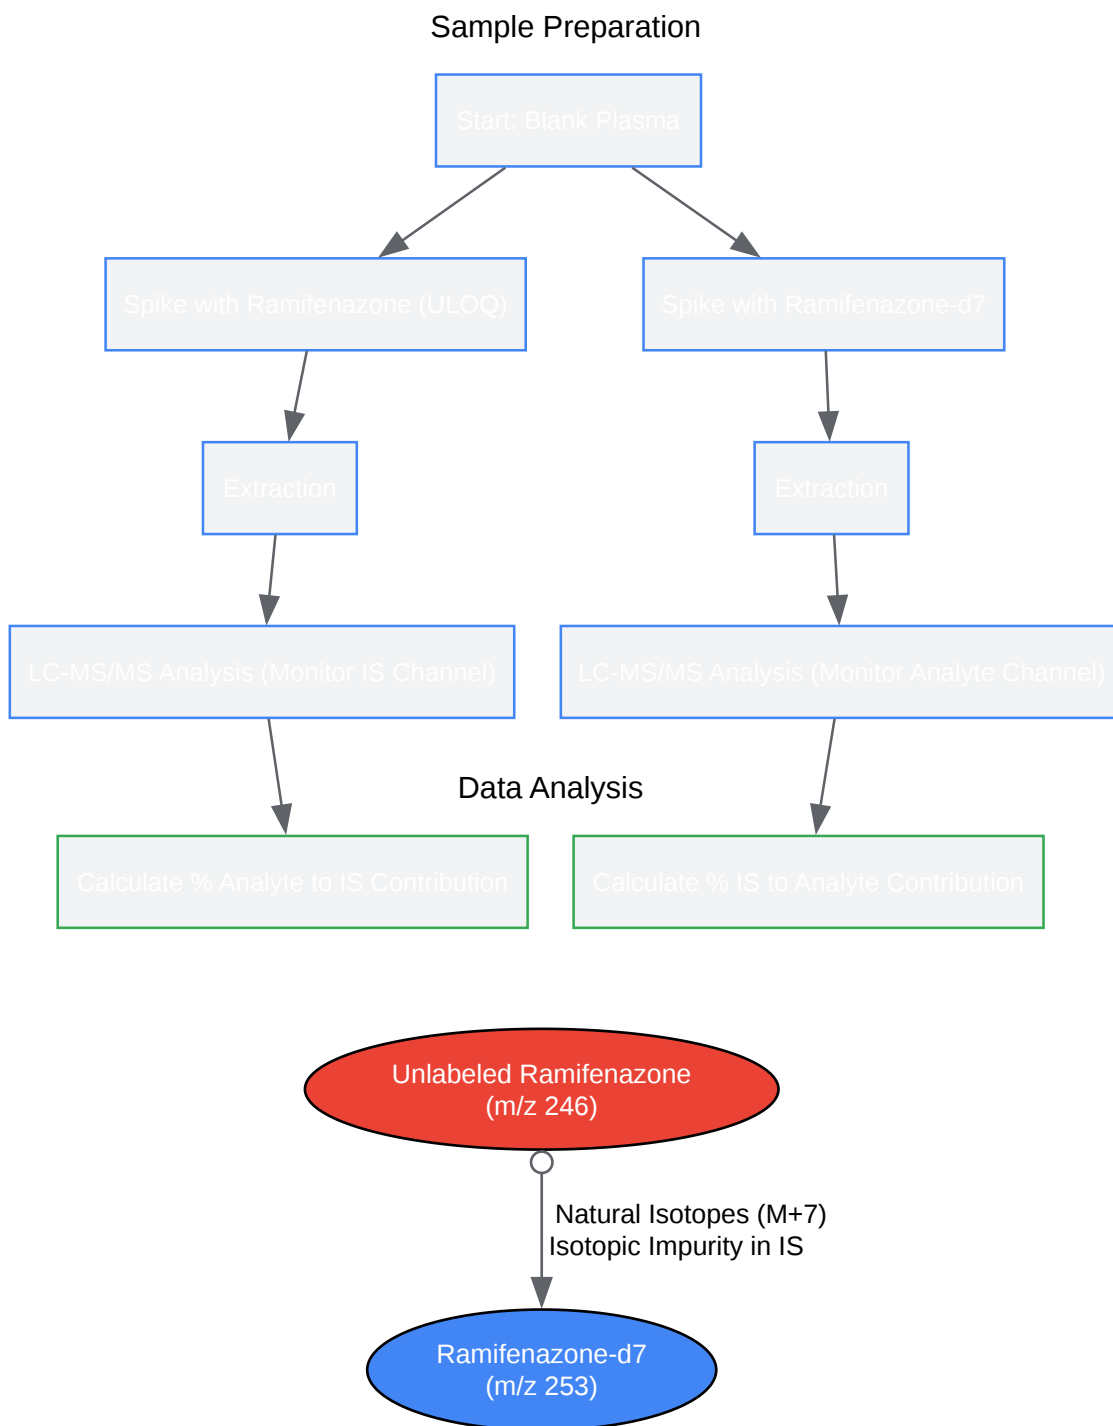 Sample Preparation
Start: Blank Plasma
Spike with Ramifenazone (ULOQ)
Spike with Ramifenazone-d7
Extraction
Extraction
LC-MS/MS Analysis (Monitor IS Channel)
LC-MS/MS Analysis (Monitor Analyte Channel)
Data Analysis
Calculate % Analyte to IS Contribution
Calculate % IS to Analyte Contribution
Unlabeled Ramifenazone
(m/z 246)
Natural Isotopes (M+7)
Isotopic Impurity in IS
Ramifenazone-d7
(m/z 253)